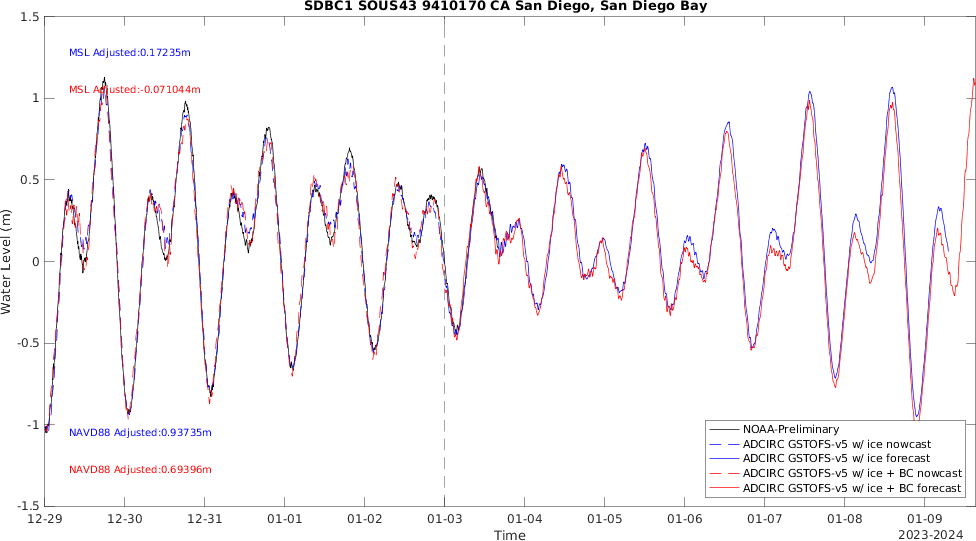 SDBC1 SOUS43 9410170 CA San Diego, San Diego Bay
1.5
MSL Adjusted:0.17235m
1
MSL Adjusted:-0.071044m
0.5
Water Level (m)
0
-0.5
-1
NAVD88 Adjusted:0.93735m
NAVD88 Adjusted:0.69396m
-1.5
NOAA-Preliminary
ADCIRC GSTOFS-v5 w/ ice nowcast
ADCIRC GSTOFS-v5 w/ ice forecast
ADCIRC GSTOFS-v5 w/ ice + BC nowcast
ADCIRC GSTOFS-v5 w/ ice + BC forecast
12-29 12-30 12-31 01-01 01-02 01-03 01-04 01-05 01-06 01-07 01-08 01-09
Time
2023-2024